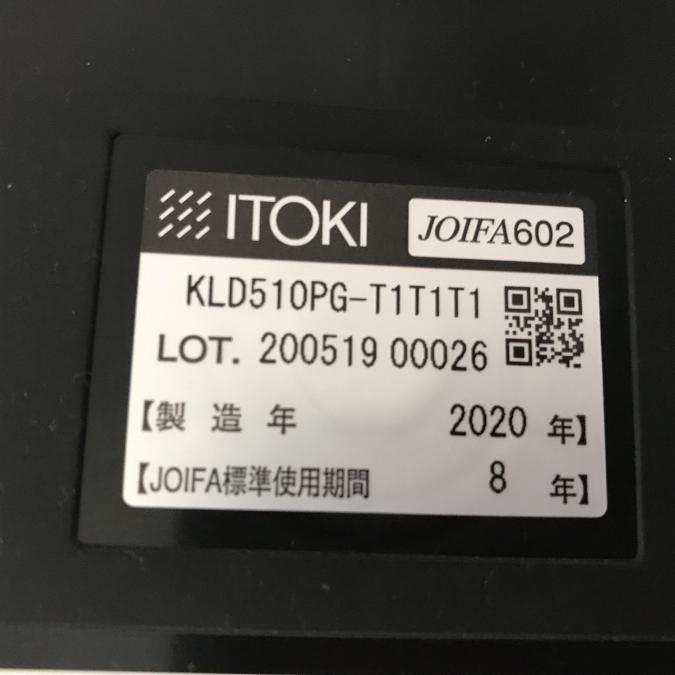 ITOKI JOIFA602
KLD510PG-T1T1T1
LOT. 200519 00026
【製造年 2020 年】
【JOIFA標準使用期間 8 年】